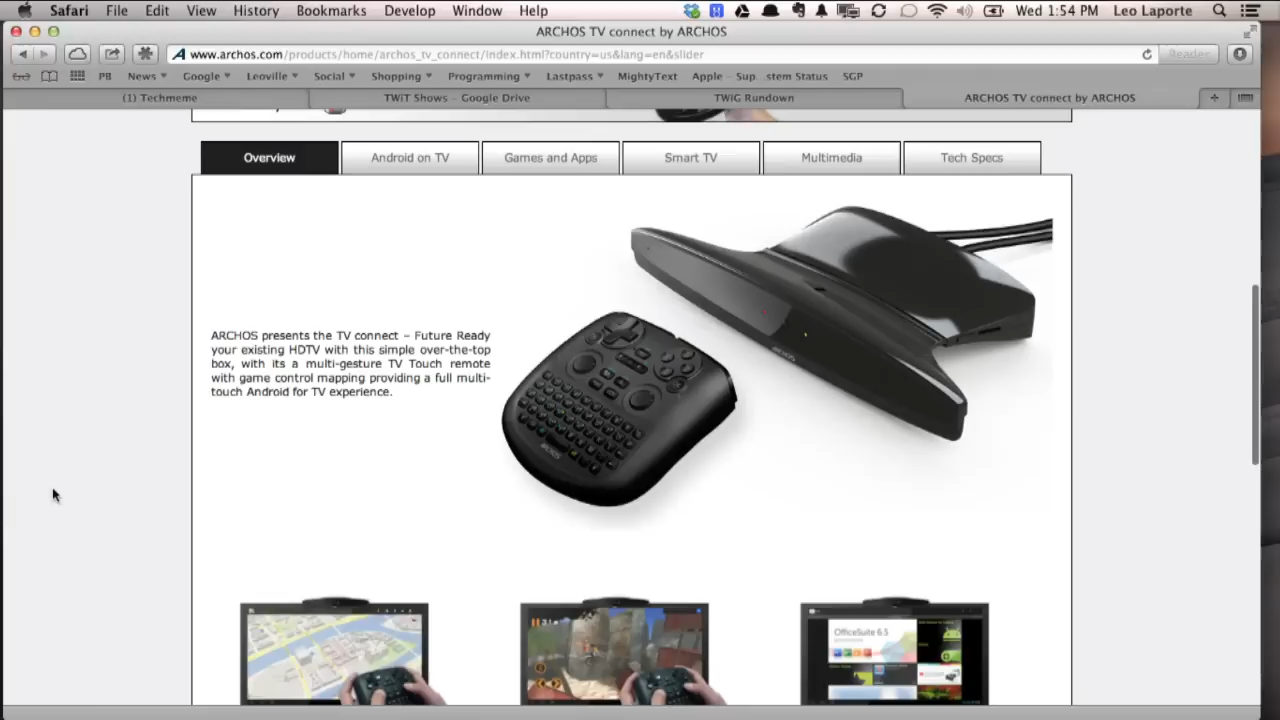 Safari File Edit View History Bookmarks Develop Window Help Wed 1:54 PM Leo Laporte
ARCHOS TV connect by ARCHOS
www.archos.com/products/home/archos_tv_connect/index.html?country=us&lang=en&slider Reader
PB News Google Leoville Social Shopping Programming Lastpass MightyText Apple – Sup stem Status SGP
(1) Techmeme TWiT Shows – Google Drive TWiG Rundown ARCHOS TV connect by ARCHOS
Overview Android on TV Games and Apps Smart TV Multimedia Tech Specs
ARCHOS presents the TV connect – Future Ready
your existing HDTV with this simple over-the-top
box, with its a multi-gesture TV Touch remote
with game control mapping providing a full multi-
touch Android for TV experience.
ARCHOS
ARCHOS
OfficeSuite 6.5